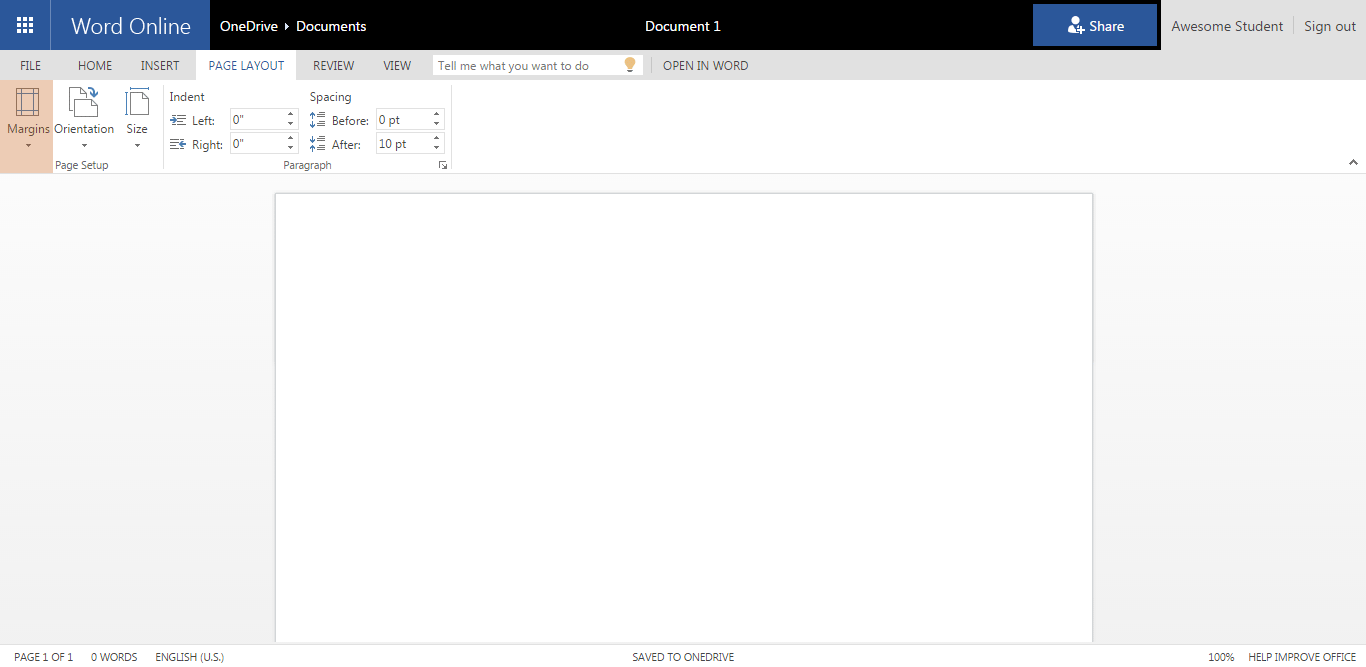 Word Online
OneDrive Documents
Document 1
Share
Awesome Student
Sign out
FILE
HOME
INSERT
PAGE LAYOUT
REVIEW
VIEW
Tell me what you want to do
OPEN IN WORD
Margins
Orientation
Size
Page Setup
Indent
Left: 0"
Right: 0"
Spacing
Before: 0 pt
After: 10 pt
Paragraph
PAGE 1 OF 1
0 WORDS
ENGLISH (U.S.)
SAVED TO ONEDRIVE
100%
HELP IMPROVE OFFICE